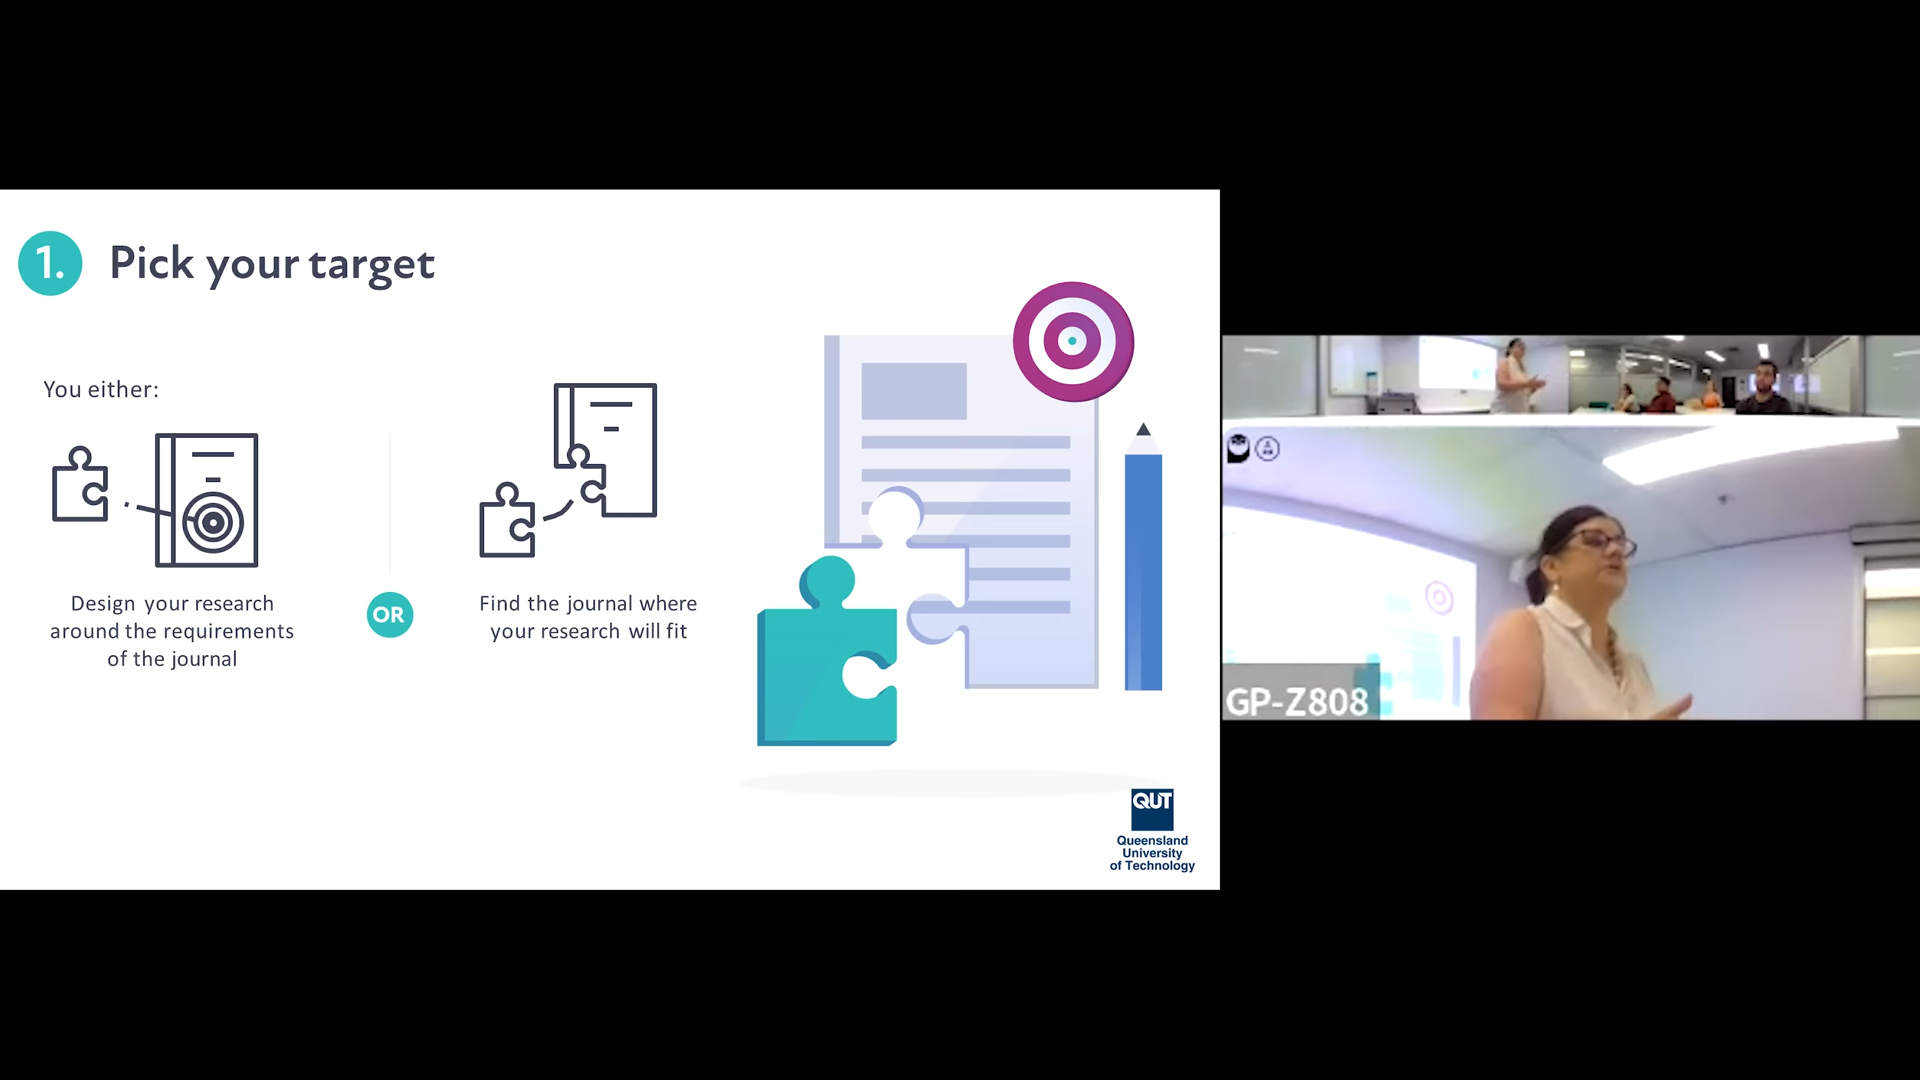 1. Pick your target
You either:
Design your research
around the requirements
of the journal
OR
Find the journal where
your research will fit
QUT
Queensland
University
of Technology
GP-Z808